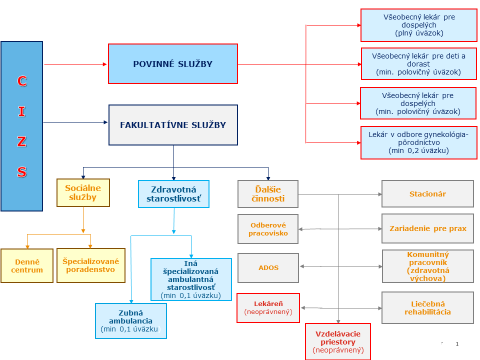 C
I
Z
S
POVINNÉ SLUŽBY
FAKULTATÍVNE SLUŽBY
Všeobecný lekár pre
dospelých
(plný úväzok)
Všeobecný lekár pre deti a
dorast
(min. polovičný úväzok)
Všeobecný lekár pre
dospelých
(min. polovičný úväzok)
Lekár v odbore gynekológia-
pôrodníctvo
(min 0,2 úväzku)
Sociálne
služby
Zdravotná
starostlivosť
Ďalšie
činnosti
Denné
centrum
Špecializované
poradenstvo
Iná
špecializovaná
ambulantná
starostlivosť
(min 0,1 úväzku)
Zubná
ambulancia
(min 0,1 úväzku
Odberové
pracovisko
ADOS
Lekáreň
(neoprávnený)
Stacionár
Zariadenie pre prax
Komunitný
pracovník
(zdravotná
výchova)
Liečebná
rehabilitácia
Vzdelávacie
priestory
(neoprávnený)
1